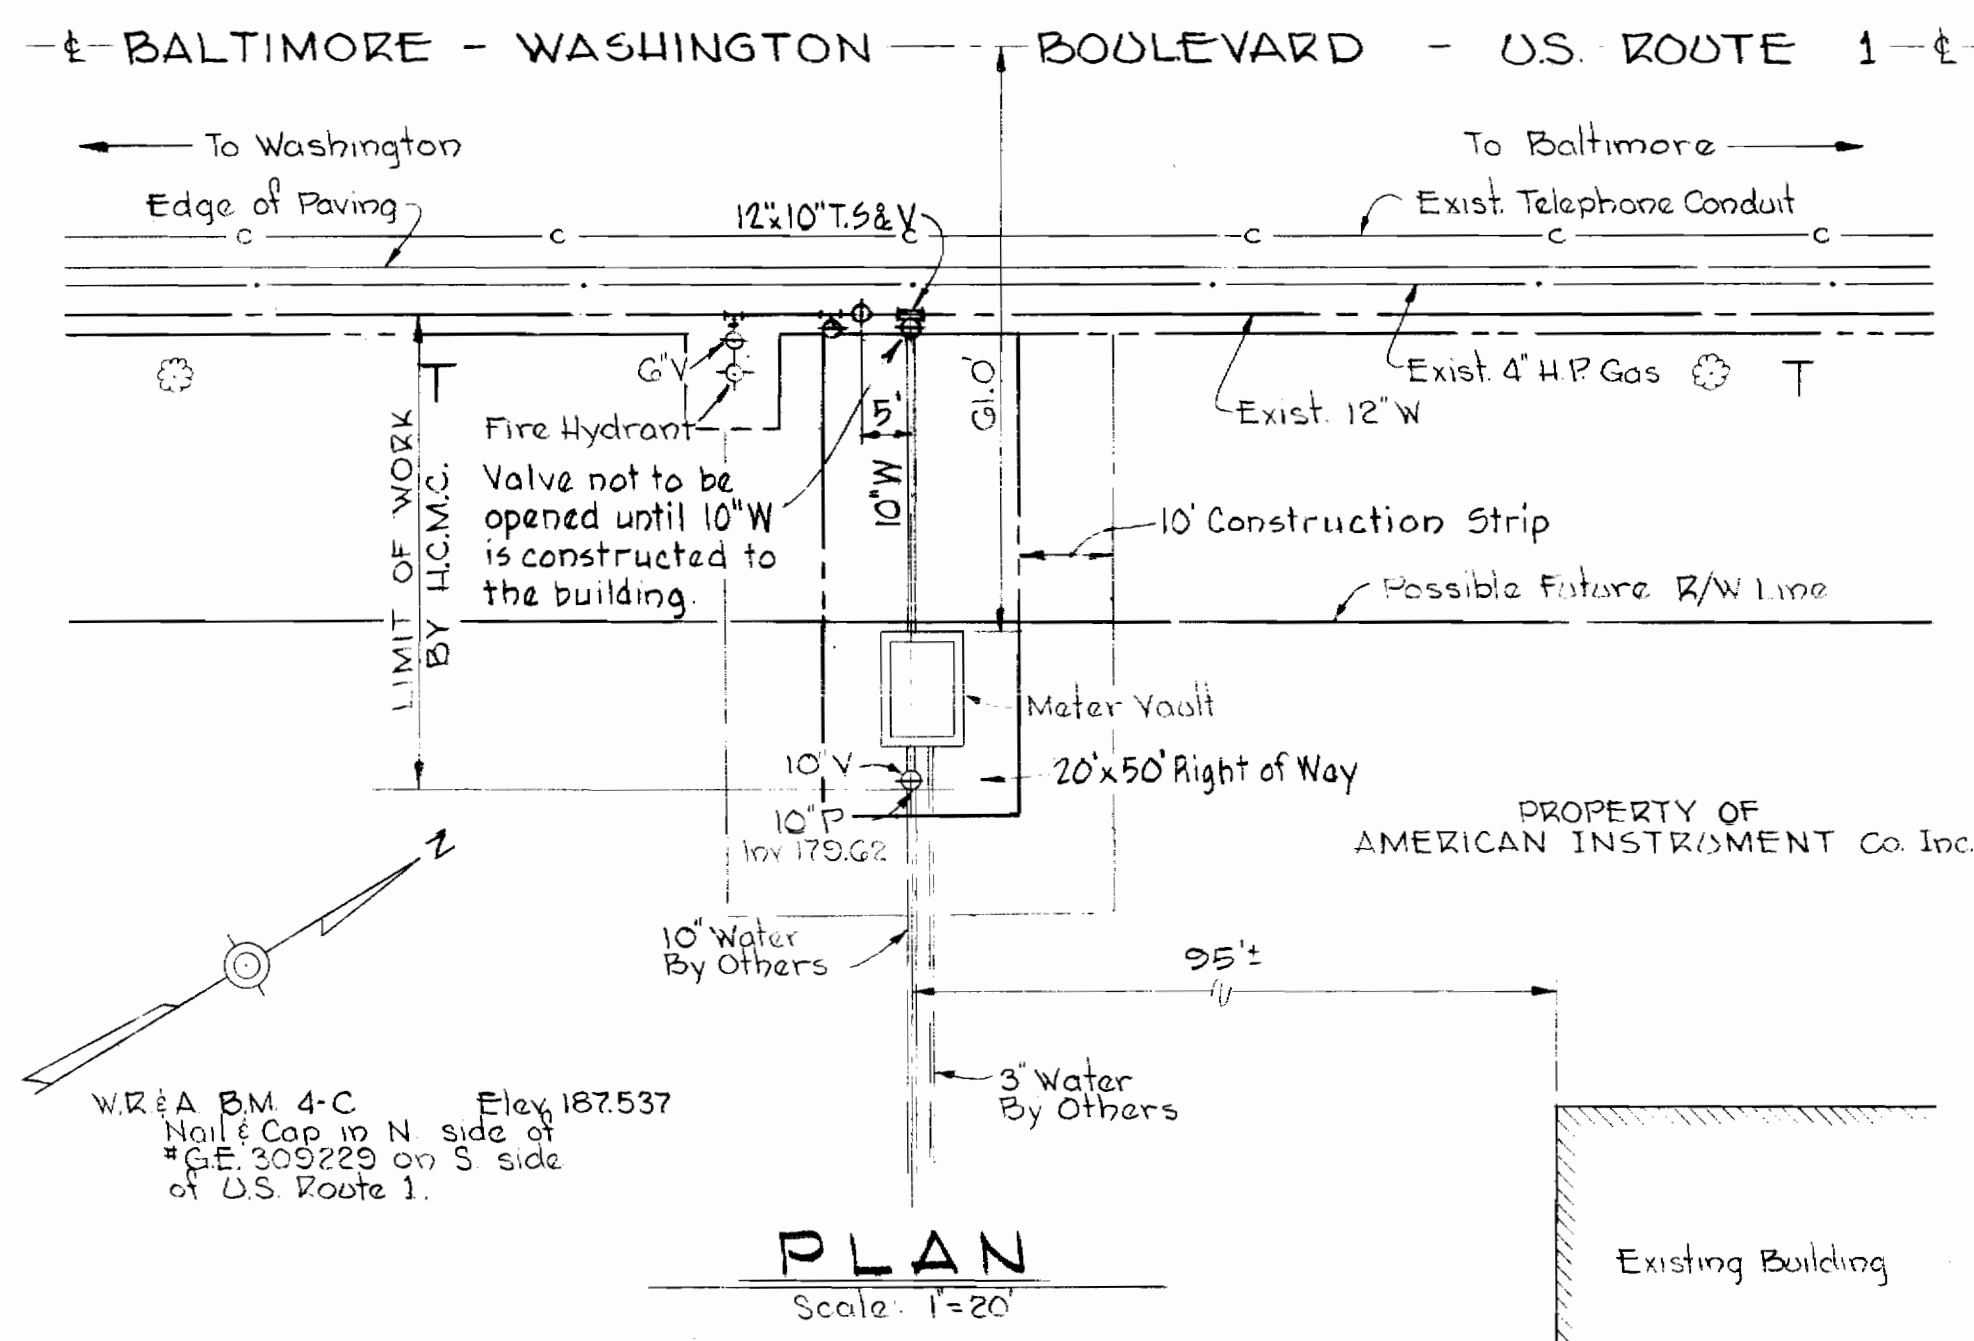 ℄ BALTIMORE - WASHINGTON BOULEVARD - U.S. ROUTE 1 ℄
To Washington
To Baltimore
Edge of Paving
12"x10" T.S & V
Exist. Telephone Conduit
C C C C C C
6"V
Exist. 4" H.P. Gas
T T
Exist. 12" W
5'
61.0'
Fire Hydrant
Valve not to be
opened until 10"W
is constructed to
the building.
10"W
LIMIT OF WORK
BY H.C.M.C.
10' Construction Strip
Possible Future R/W Line
Meter Vault
10"V
20'x50' Right of Way
10"P
Inv 179.62
PROPERTY OF
AMERICAN INSTRUMENT Co. Inc.
N
10" Water
By Others
95'±
3" Water
By Others
W.R.& A B.M. 4-C Elev. 187.537
Nail & Cap in N. side of
#G.E. 309229 on S. side
of U.S. Route 1.
PLAN
Scale: 1"=20'
Existing Building